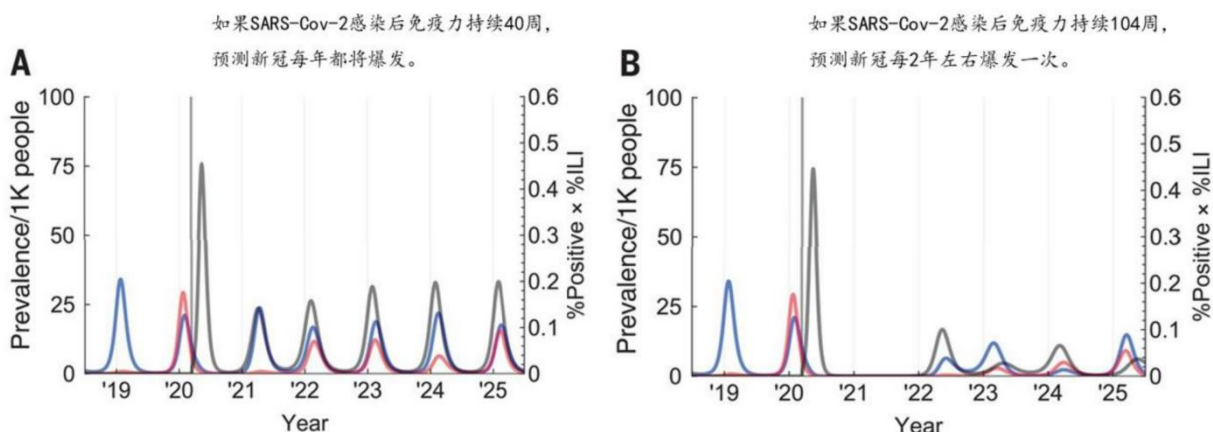 如果SARS-Cov-2感染后免疫力持续40周，
预测新冠每年都将爆发。
A
Prevalence/1K people
100
75
50
25
0
0.6
0.5
0.4
0.3
0.2
0.1
0
%Positive × %ILI
'19 '20 '21 '22 '23 '24 '25
Year
如果SARS-Cov-2感染后免疫力持续104周，
预测新冠每2年左右爆发一次。
B
Prevalence/1K people
100
75
50
25
0
0.6
0.5
0.4
0.3
0.2
0.1
0
%Positive × %ILI
'19 '20 '21 '22 '23 '24 '25
Year